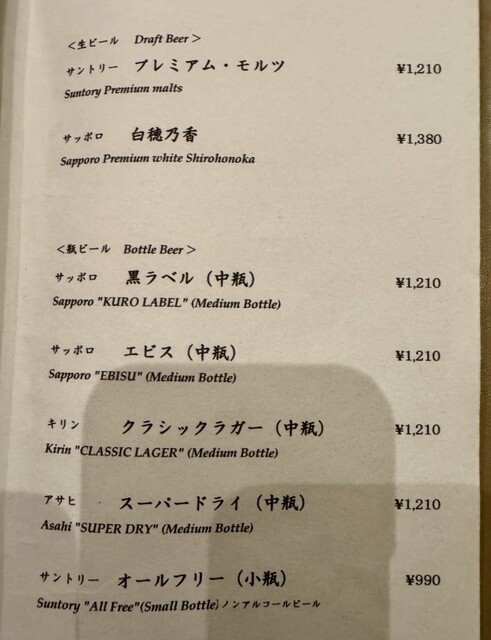 <生ビール Draft Beer>
サントリー プレミアム・モルツ ¥1,210
Suntory Premium malts
サッポロ 白穂乃香 ¥1,380
Sapporo Premium white Shirohonoka
<瓶ビール Bottle Beer>
サッポロ 黒ラベル（中瓶） ¥1,210
Sapporo "KURO LABEL" (Medium Bottle)
サッポロ エビス（中瓶） ¥1,210
Sapporo "EBISU" (Medium Bottle)
キリン クラシックラガー（中瓶） ¥1,210
Kirin "CLASSIC LAGER" (Medium Bottle)
アサヒ スーパードライ（中瓶） ¥1,210
Asahi "SUPER DRY" (Medium Bottle)
サントリー オールフリー（小瓶） ¥990
Suntory "All Free"(Small Bottle) ノンアルコールビール